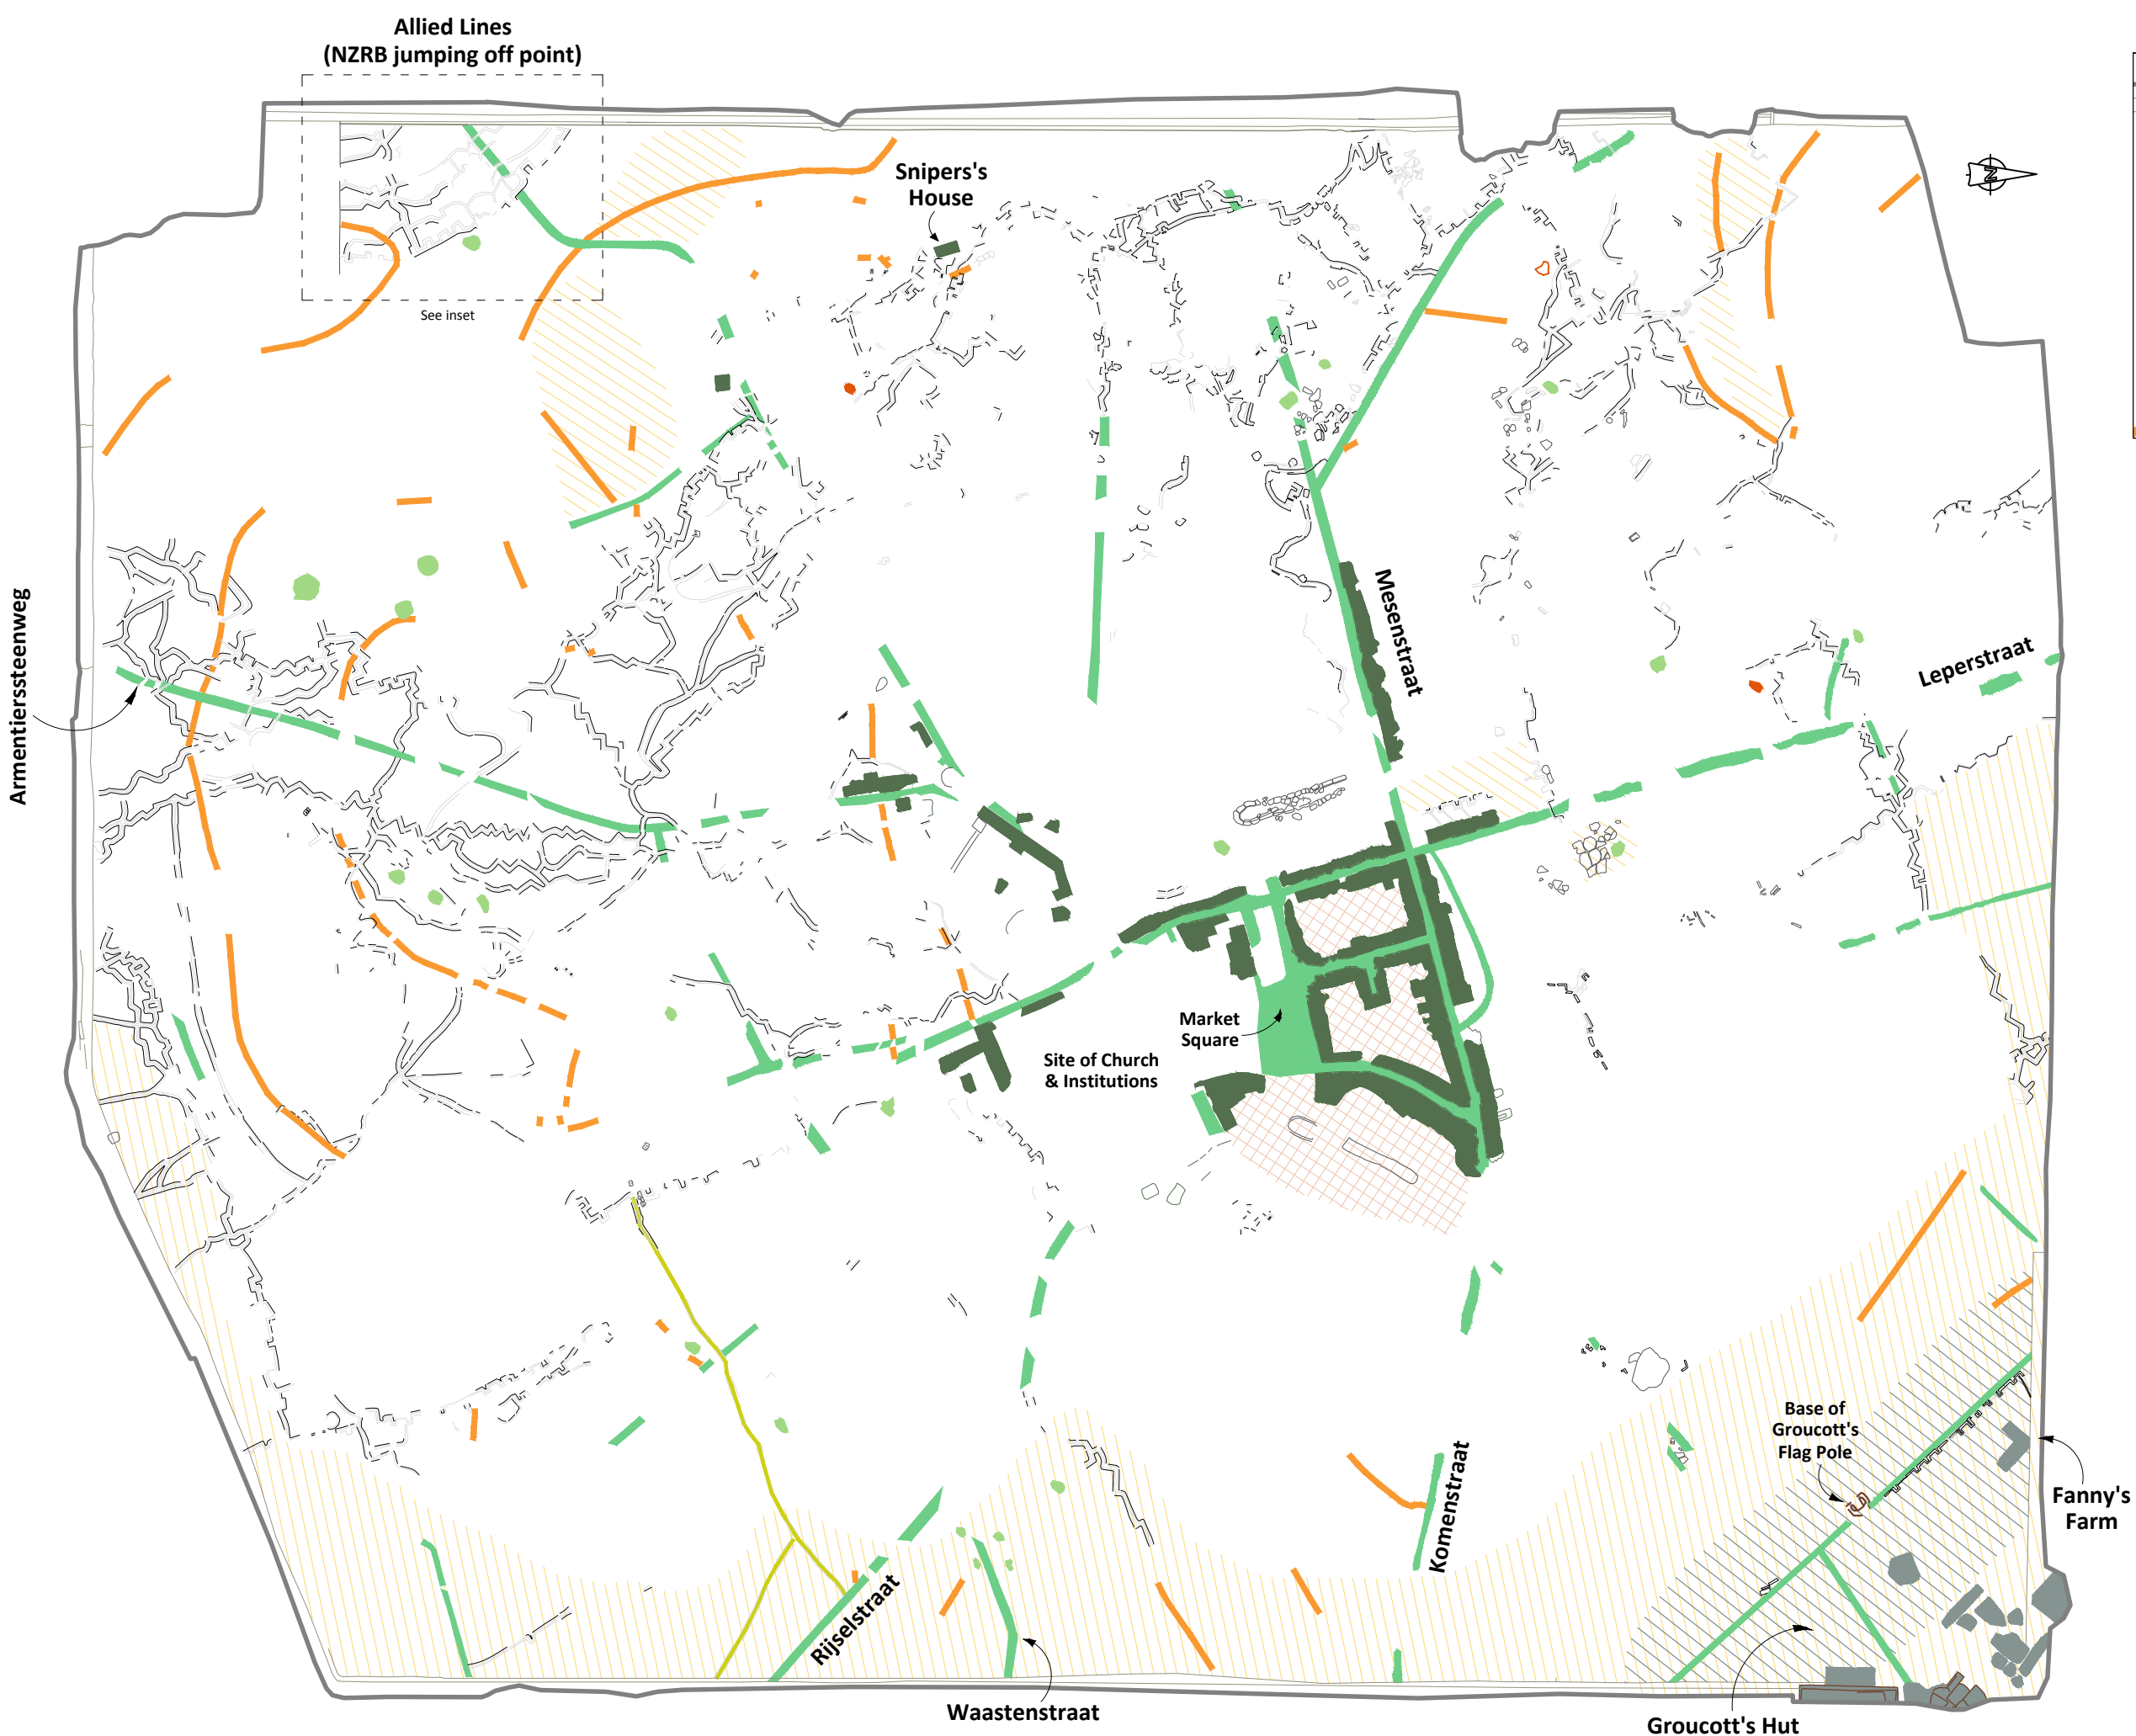 Allied Lines
(NZRB jumping off point)
See inset
Snipers's
House
N
Armentierssteenweg
Mesenstraat
Leperstraat
Market
Square
Site of Church
& Institutions
Base of
Groucott's
Flag Pole
Fanny's
Farm
Komenstraat
Rijselstraat
Waastenstraat
Groucott's Hut